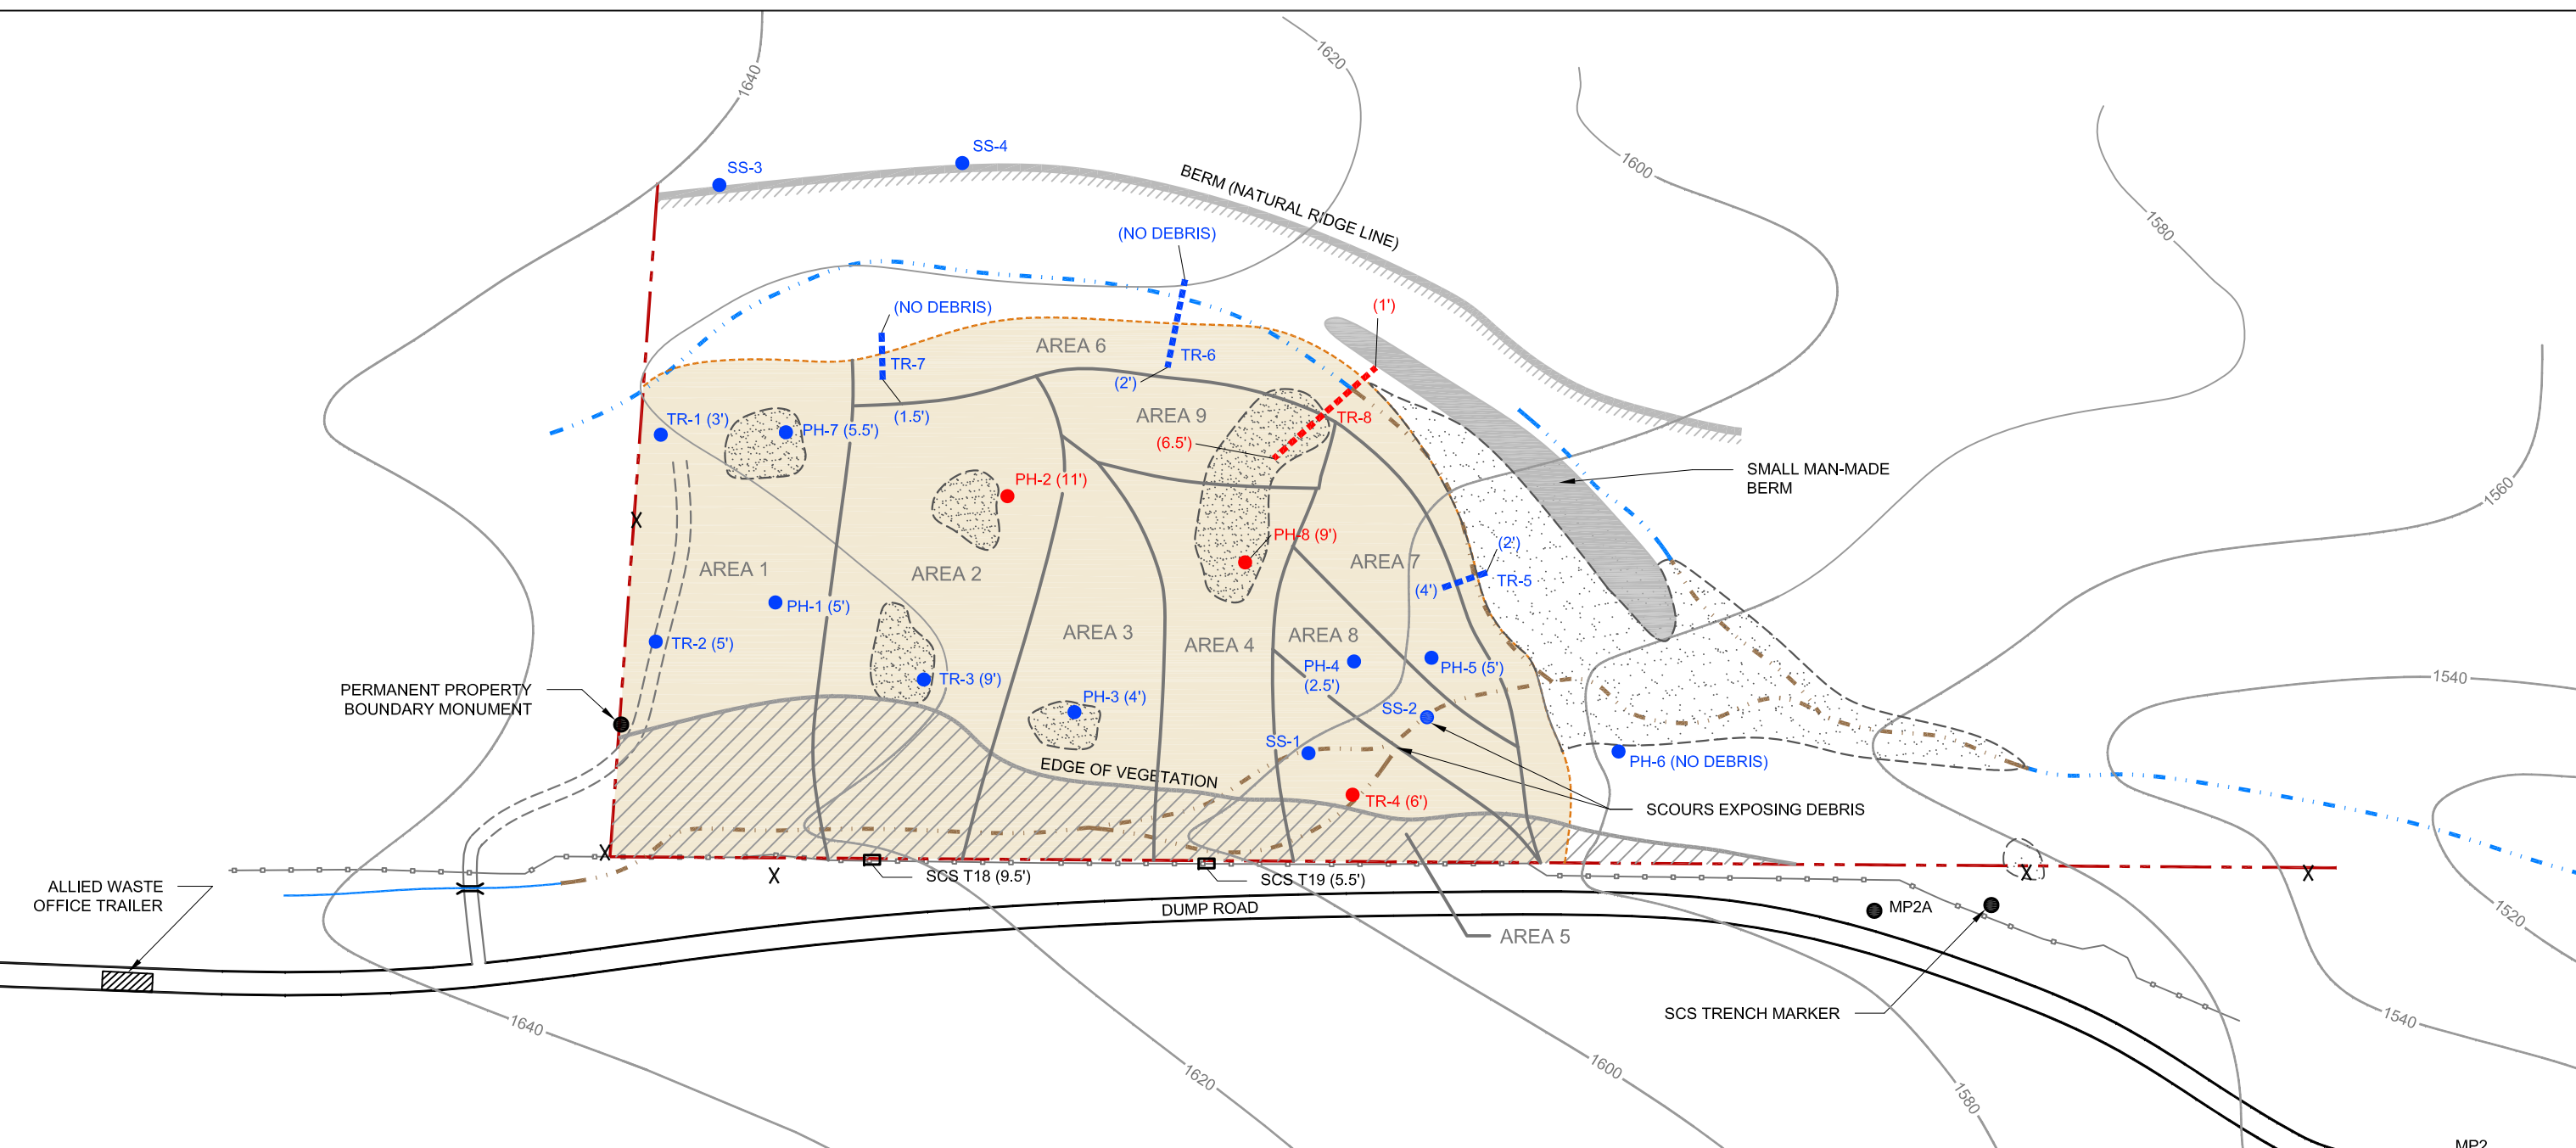 1640
1620
1600
1580
1560
SS-3
SS-4
BERM (NATURAL RIDGE LINE)
(NO DEBRIS)
(NO DEBRIS)
(1')
TR-7
TR-6
(2')
(1.5')
AREA 6
AREA 9
TR-8
(6.5')
TR-1 (3')
PH-7 (5.5')
PH-2 (11')
SMALL MAN-MADE
BERM
PH-8 (9')
(2')
TR-5
(4')
AREA 1
AREA 2
AREA 7
PH-1 (5')
TR-2 (5')
AREA 3
AREA 4
AREA 8
PH-4
(2.5')
PH-5 (5')
TR-3 (9')
PH-3 (4')
SS-2
SS-1
PERMANENT PROPERTY
BOUNDARY MONUMENT
1540
PH-6 (NO DEBRIS)
EDGE OF VEGETATION
TR-4 (6')
SCOURS EXPOSING DEBRIS
X
X
X
X
X
ALLIED WASTE
OFFICE TRAILER
SCS T18 (9.5')
SCS T19 (5.5')
DUMP ROAD
MP2A
AREA 5
1520
SCS TRENCH MARKER
1540
1640
1620
1600
1580
MP2